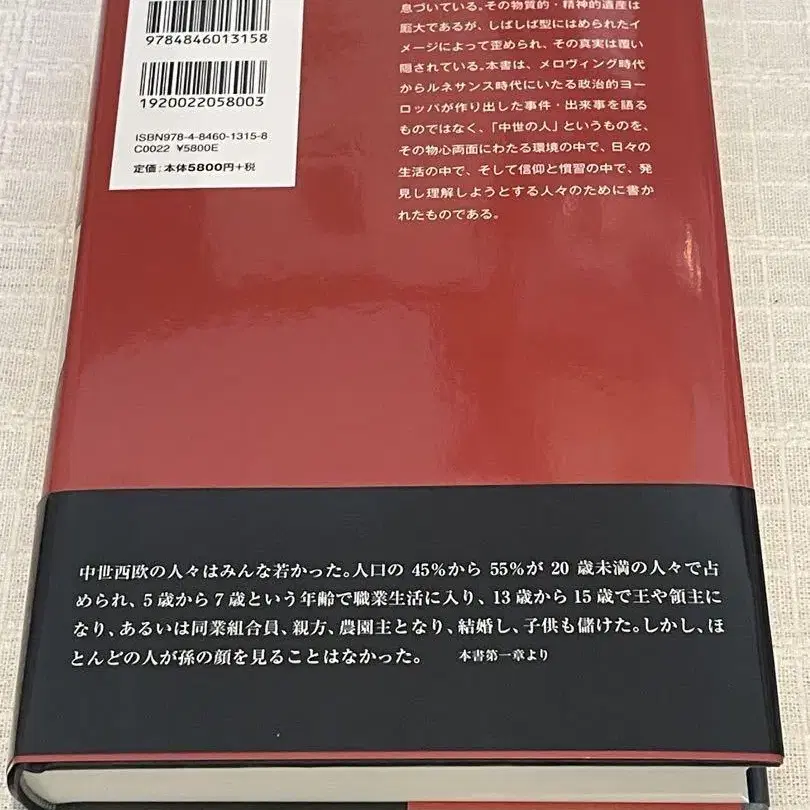 9784846013158
1920022058003
ISBN978-4-8460-1315-8
C0022 ¥5800E
定価：本体5800円+税
息づいている。その物質的・精神的遺産は
厖大であるが、しばしば型にはめられたイ
メージによって歪められ、その真実は覆い
隠されている。本書は、メロヴィング時代
からルネサンス時代にいたる政治的ヨー
ロッパが作り出した事件・出来事を語る
ものではなく、「中世の人」というものを、
その物心両面にわたる環境の中で、日々の
生活の中で、そして信仰と慣習の中で、発
見し理解しようとする人々のために書か
れたものである。
中世西欧の人々はみんな若かった。人口の 45%から 55%が 20 歳未満の人々で占
められ、5歳から7歳という年齢で職業生活に入り、13歳から 15歳で王や領主に
なり、あるいは同業組合員、親方、農園主となり、結婚し、子供も儲けた。しかし、ほ
とんどの人が孫の顔を見ることはなかった。 本書第一章より